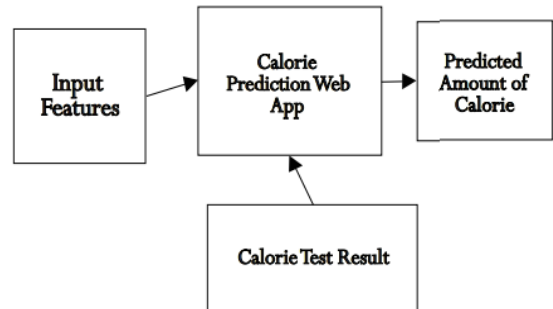 Input
Features
Calorie
Prediction Web
App
Predicted
Amount of
Calorie
Calorie Test Result